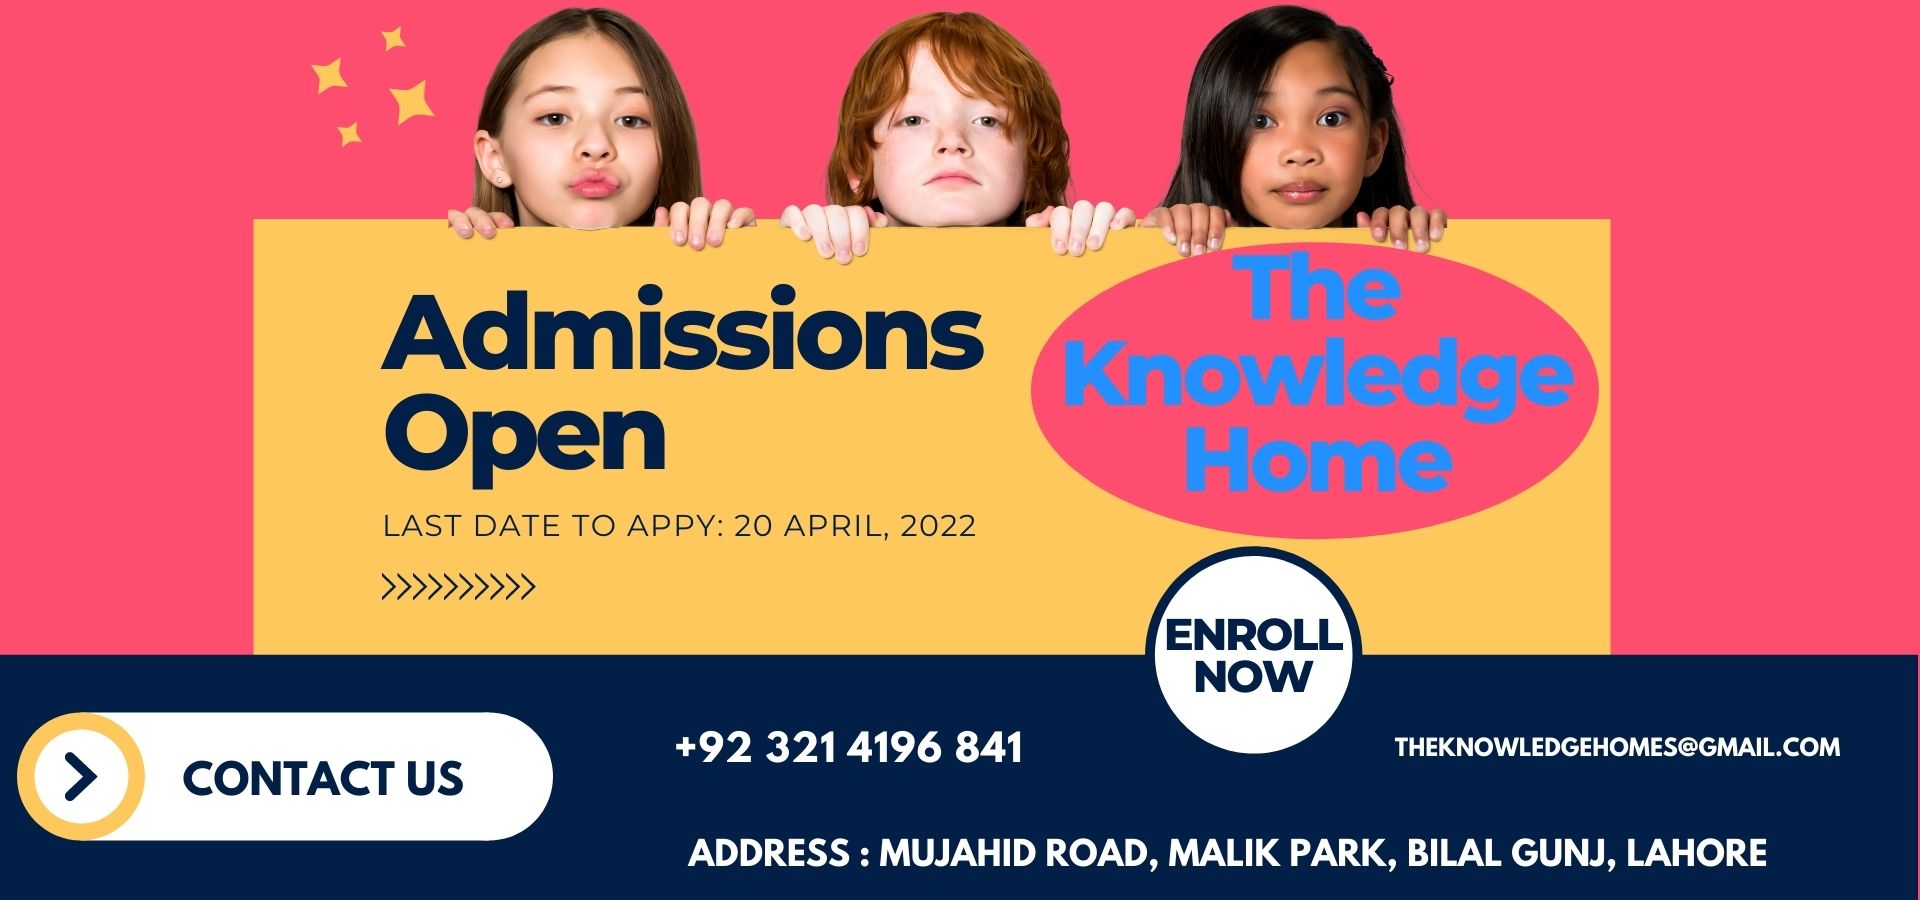 Admissions
Open
LAST DATE TO APPY: 20 APRIL, 2022
The
Knowledge
Home
ENROLL
NOW
CONTACT US
+92 321 4196 841
THEKNOWLEDGEHOMES@GMAIL.COM
ADDRESS : MUJAHID ROAD, MALIK PARK, BILAL GUNJ, LAHORE